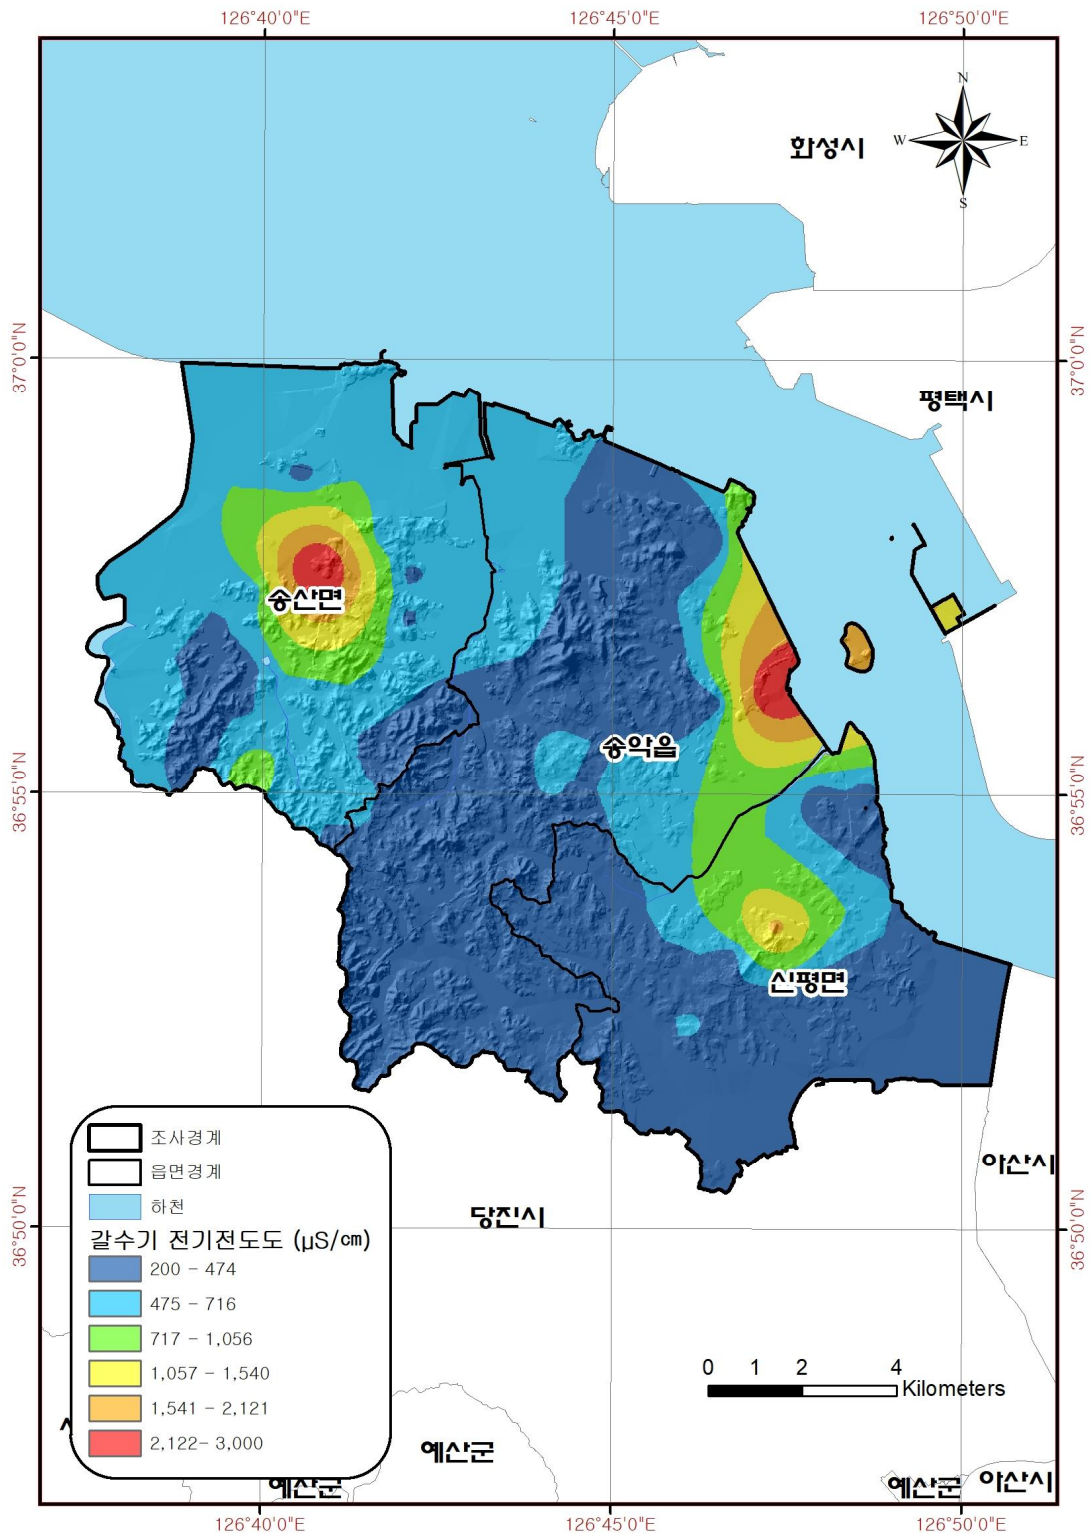 126°40'0"E
126°45'0"E
126°50'0"E
N
W
E
S
화성시
37°0'0"N
37°0'0"N
평택시
송산면
송악읍
36°55'0"N
36°55'0"N
신평면
아산시
당진시
36°50'0"N
36°50'0"N
조사경계
읍면경계
하천
갈수기 전기전도도 (μS/cm)
200 - 474
475 - 716
717 - 1,056
1,057 - 1,540
1,541 - 2,121
2,122- 3,000
0 1 2 4
Kilometers
예산군
예산군
예산군
아산시
126°40'0"E
126°45'0"E
126°50'0"E